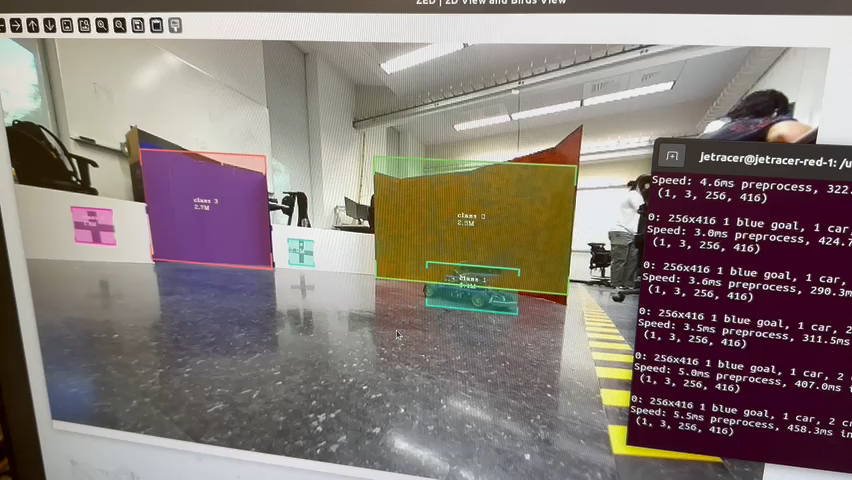 ZED | 2D View and Birds View
Jetracer@jetracer-red-1: /u
Speed: 4.6ms preprocess, 322.
(1, 3, 256, 416)
0: 256x416 1 blue goal, 1 car,
Speed: 3.0ms preprocess, 424.7
(1, 3, 256, 416)
0: 256x416 1 blue goal, 1 car,
Speed: 3.6ms preprocess, 290.3m
(1, 3, 256, 416)
0: 256x416 1 blue goal, 1 car, 2
Speed: 3.5ms preprocess, 311.5ms
(1, 3, 256, 416)
0: 256x416 1 blue goal, 1 car, 2
Speed: 5.0ms preprocess, 407.0ms
(1, 3, 256, 416)
0: 256x416 1 blue goal, 1 car, 2 cr
Speed: 5.5ms preprocess, 458.3ms in
(1, 3, 256, 416)
class 3
2.7M
class 0
2.5M
class 1